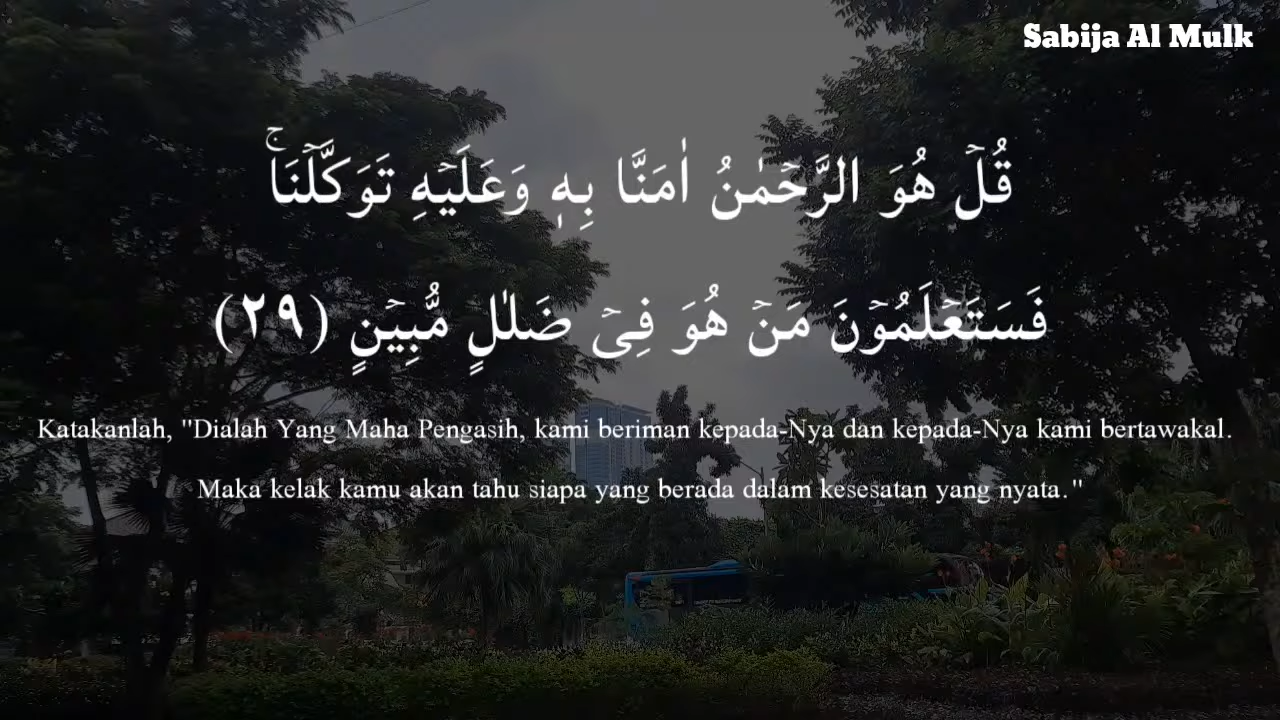 Sabija Al Mulk
قُلۡ هُوَ الرَّحۡمٰنُ اٰمَنَّا بِهٖ وَعَلَيۡهِ تَوَكَّلۡنَا‌ۚ
فَسَتَعۡلَمُوۡنَ مَنۡ هُوَ فِىۡ ضَلٰلٍ مُّبِيۡنٍ (٢٩)
Katakanlah, "Dialah Yang Maha Pengasih, kami beriman kepada-Nya dan kepada-Nya kami bertawakal.
Maka kelak kamu akan tahu siapa yang berada dalam kesesatan yang nyata."